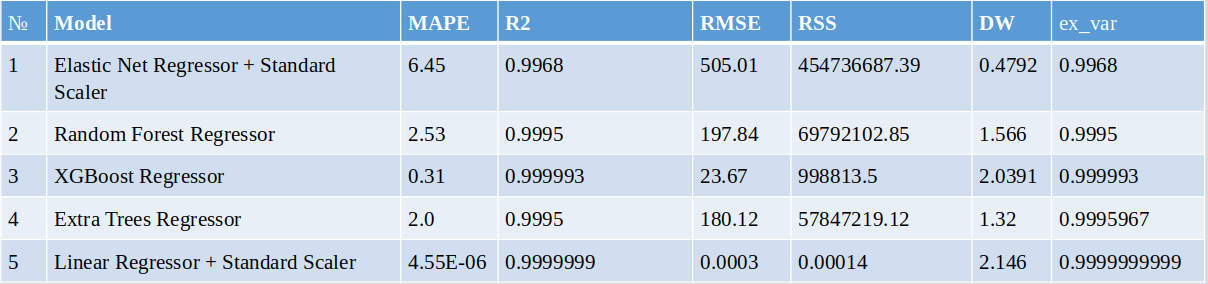 № Model MAPE R2 RMSE RSS DW ex_var
1 Elastic Net Regressor + Standard 6.45 0.9968 505.01 454736687.39 0.4792 0.9968
Scaler
2 Random Forest Regressor 2.53 0.9995 197.84 69792102.85 1.566 0.9995
3 XGBoost Regressor 0.31 0.999993 23.67 998813.5 2.0391 0.999993
4 Extra Trees Regressor 2.0 0.9995 180.12 57847219.12 1.32 0.9995967
5 Linear Regressor + Standard Scaler 4.55E-06 0.9999999 0.0003 0.00014 2.146 0.9999999999